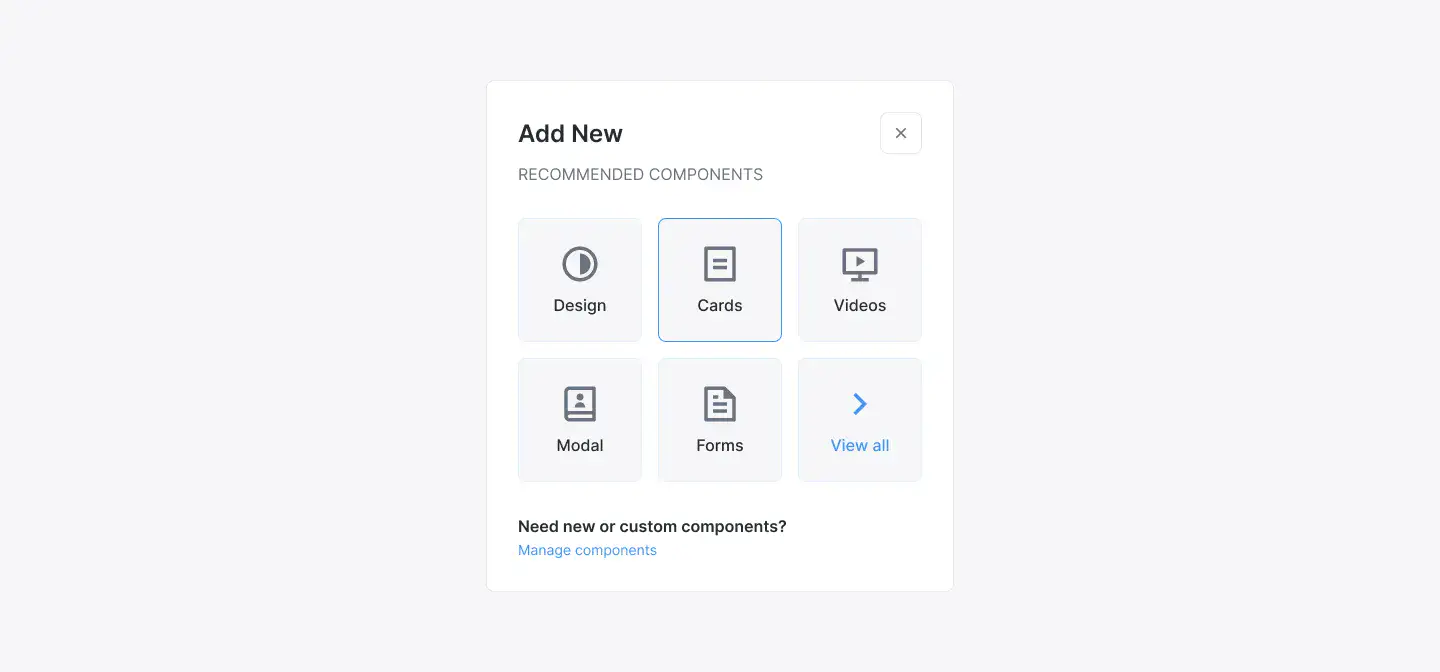 Add New
RECOMMENDED COMPONENTS
Design
Cards
Videos
Modal
Forms
View all
Need new or custom components?
Manage components